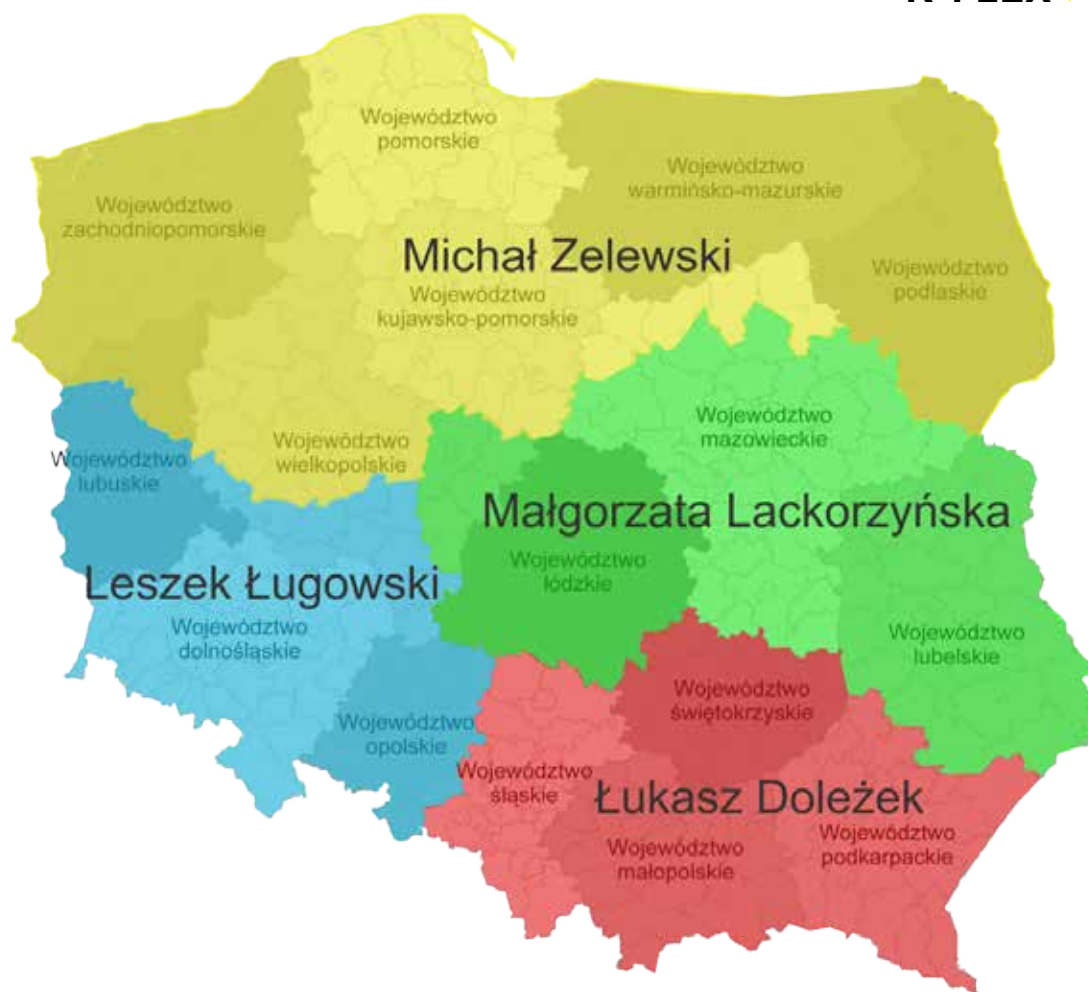 Województwo
pomorskie
Województwo
warmińsko-mazurskie
Województwo
zachodniopomorskie
Michał Zelewski
Województwo
podlaskie
Województwo
kujawsko-pomorskie
Województwo
mazowieckie
Województwo
wielkopolskie
Województwo
lubuskie
Małgorzata Lackorzyńska
Województwo
łódzkie
Leszek Ługowski
Województwo
dolnośląskie
Województwo
lubelskie
Województwo
świętokrzyskie
Województwo
opolskie
Województwo
śląskie
Łukasz Doleżek
Województwo
podkarpackie
Województwo
małopolskie